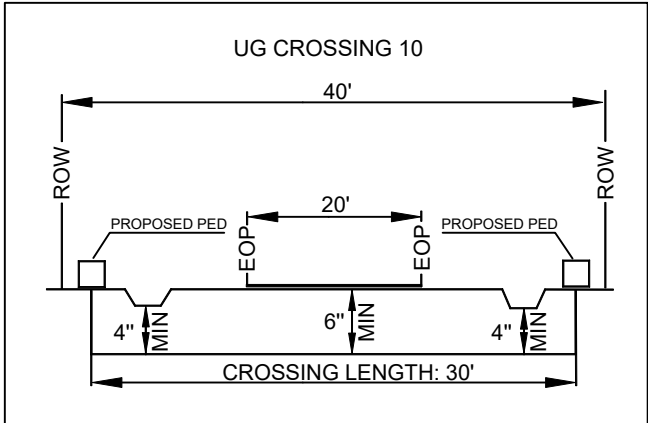 UG CROSSING 10
40'
ROW
ROW
20'
PROPOSED PED
PROPOSED PED
EOP
EOP
4"
MIN
6"
MIN
4"
MIN
CROSSING LENGTH: 30'